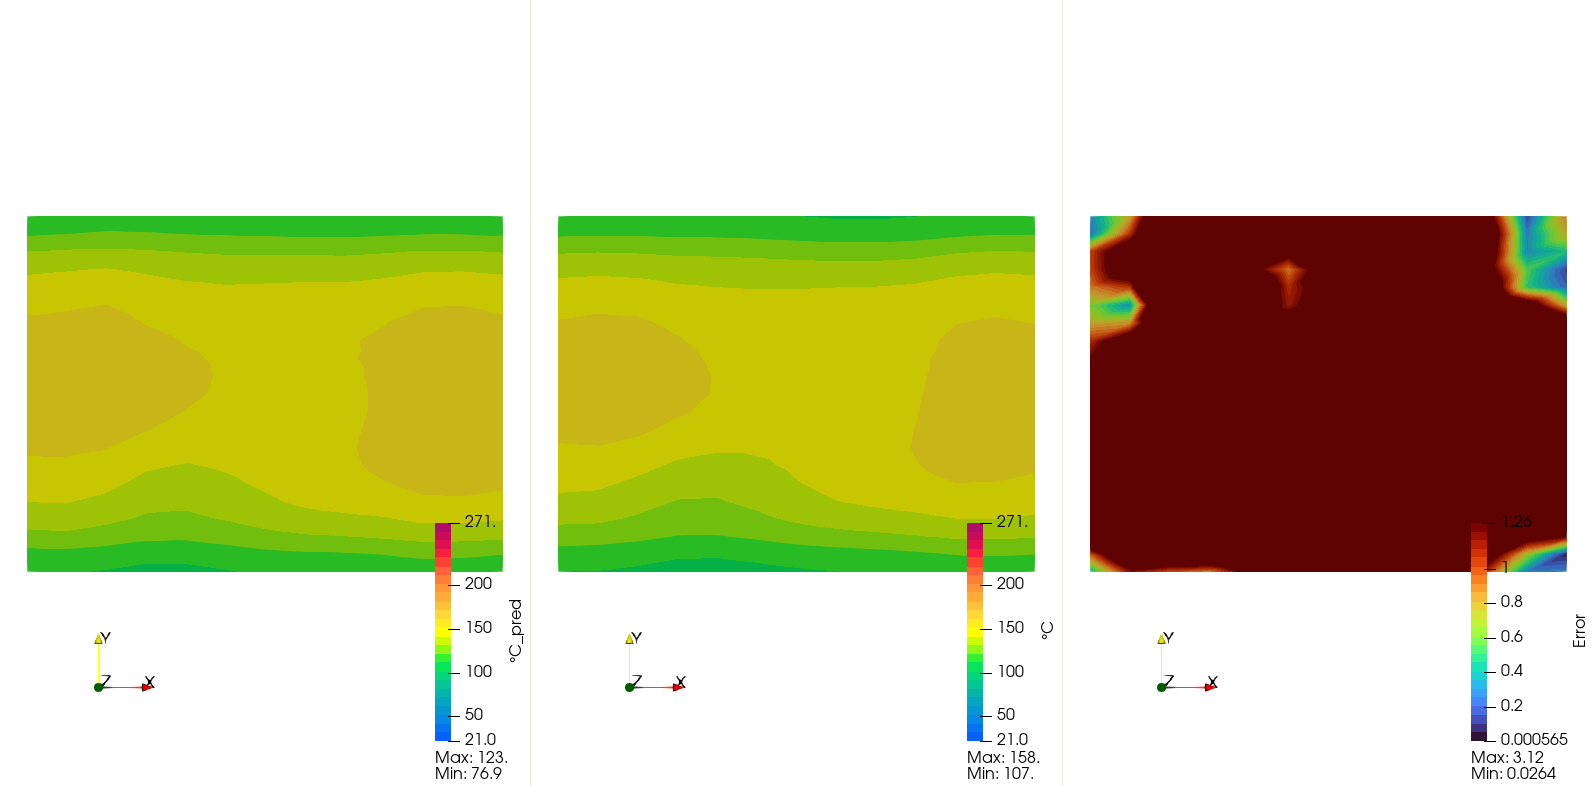 271.
200
150
100
50
21.0
°C_pred
Max: 123.
Min: 76.9
Y
Z
X
271.
200
150
100
50
21.0
°C
Max: 158.
Min: 107.
Y
Z
X
1.26
1
0.8
0.6
0.4
0.2
0.000565
Error
Max: 3.12
Min: 0.0264
Y
Z
X